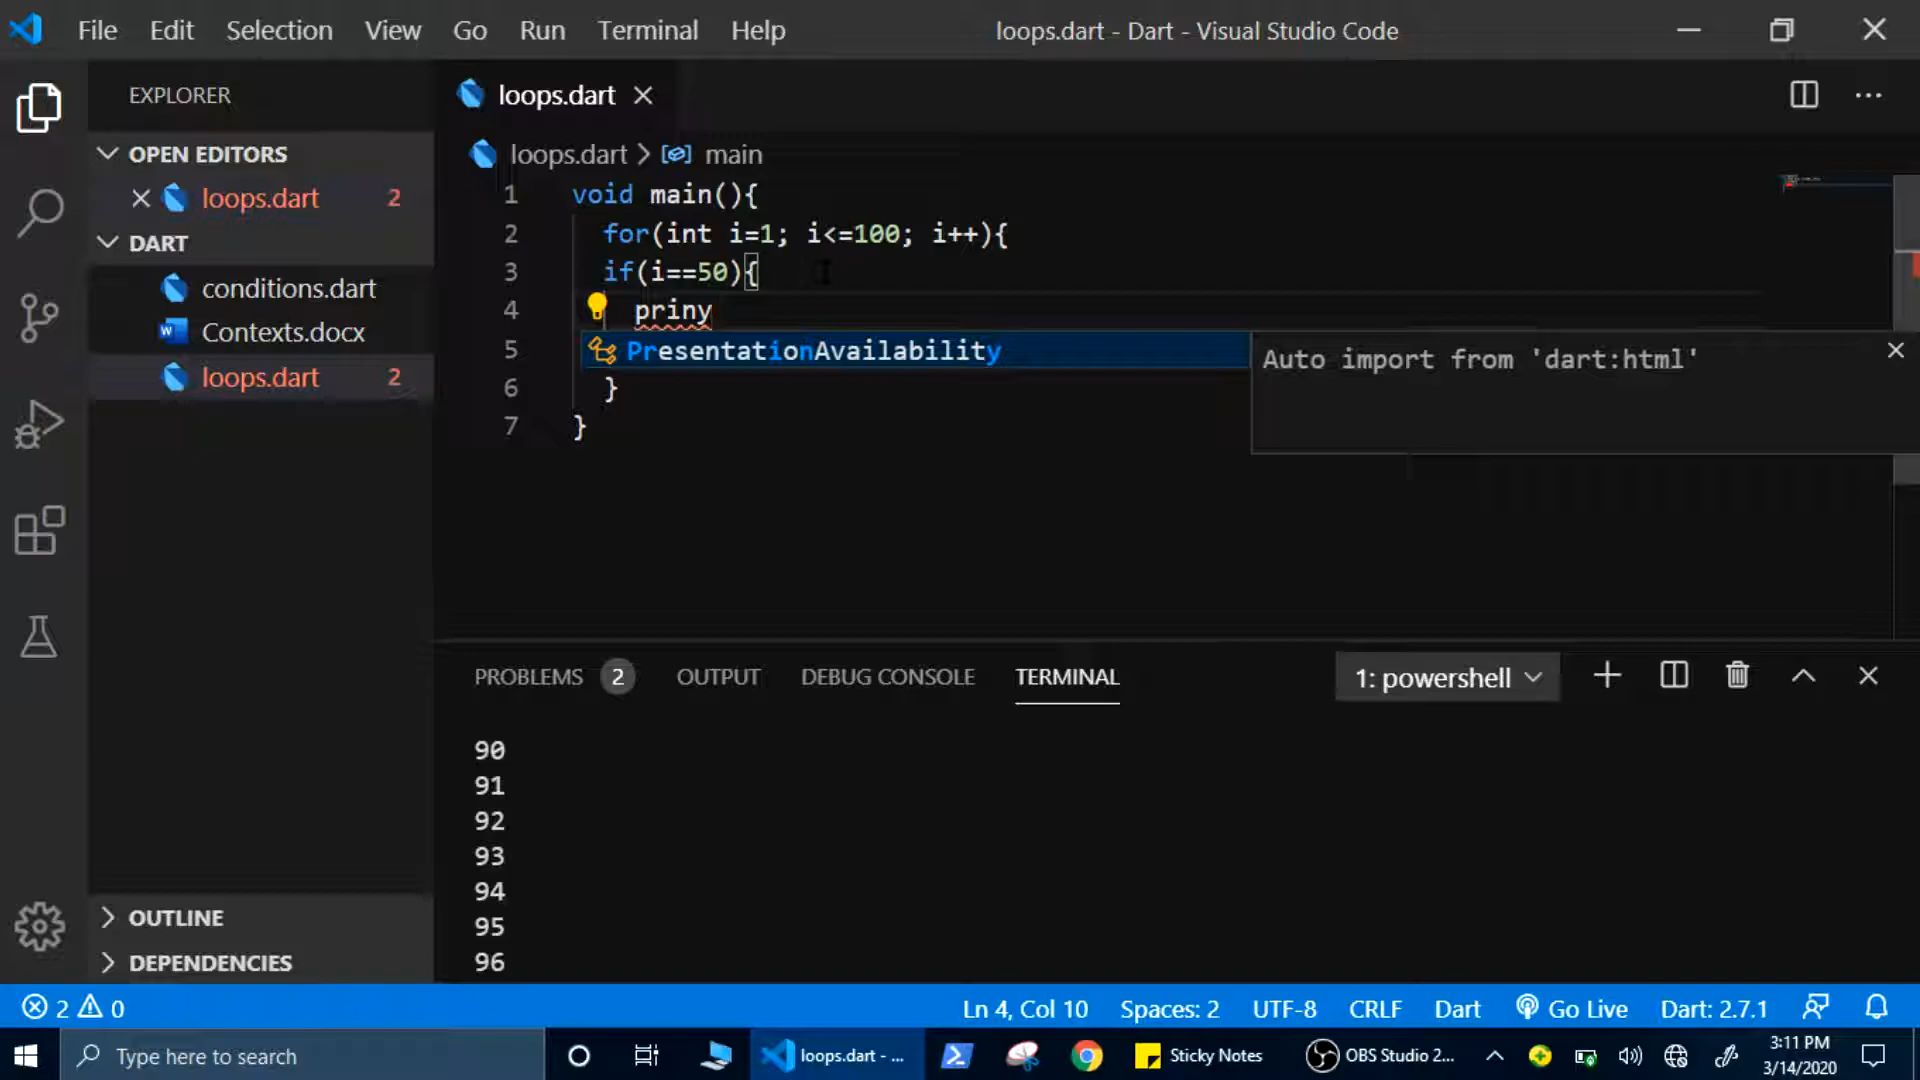 File Edit Selection View Go Run Terminal Help loops.dart - Dart - Visual Studio Code
EXPLORER
OPEN EDITORS
loops.dart 2
DART
conditions.dart
Contexts.docx
loops.dart 2
OUTLINE
DEPENDENCIES
loops.dart
loops.dart > main
1 void main(){
2 for(int i=1; i<=100; i++){
3 if(i==50){
4 priny
5 PresentationAvailability Auto import from 'dart:html'
6 }
7 }
PROBLEMS 2 OUTPUT DEBUG CONSOLE TERMINAL 1: powershell
90
91
92
93
94
95
96
2 0 Ln 4, Col 10 Spaces: 2 UTF-8 CRLF Dart Go Live Dart: 2.7.1
Type here to search loops.dart - ... Sticky Notes OBS Studio 2... 3:11 PM
3/14/2020